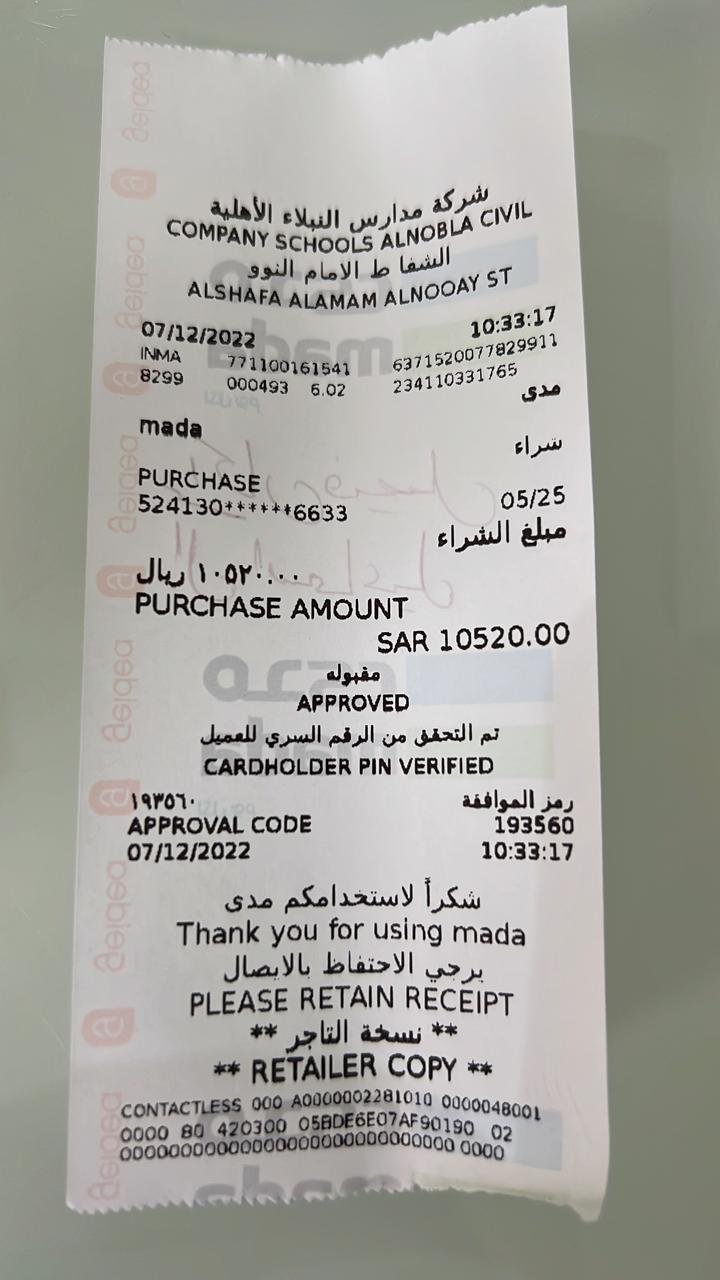 شركة مدارس النبلاء الأهلية
COMPANY SCHOOLS ALNOBLA CIVIL
الشفا ط الامام النوو
ALSHAFA ALAMAM ALNOOAY ST
07/12/2022 10:33:17
INMA 771100161541 6371520077829911
8299 000493 6.02 234110331765
مدى
mada
شراء
PURCHASE
524130******6633 05/25
مبلغ الشراء
١٠٥٢٠.٠٠ ريال
PURCHASE AMOUNT
SAR 10520.00
مقبوله
APPROVED
تم التحقق من الرقم السري للعميل
CARDHOLDER PIN VERIFIED
رمز الموافقة ١٩٣٥٦٠
APPROVAL CODE 193560
07/12/2022 10:33:17
شكراً لاستخدامكم مدى
Thank you for using mada
يرجي الاحتفاظ بالايصال
PLEASE RETAIN RECEIPT
** نسخة التاجر **
** RETAILER COPY **
CONTACTLESS 000 A0000002281010 0000048001
0000 80 420300 05BDE6E07AF90190 02
0000000000000000000000000000000 0000